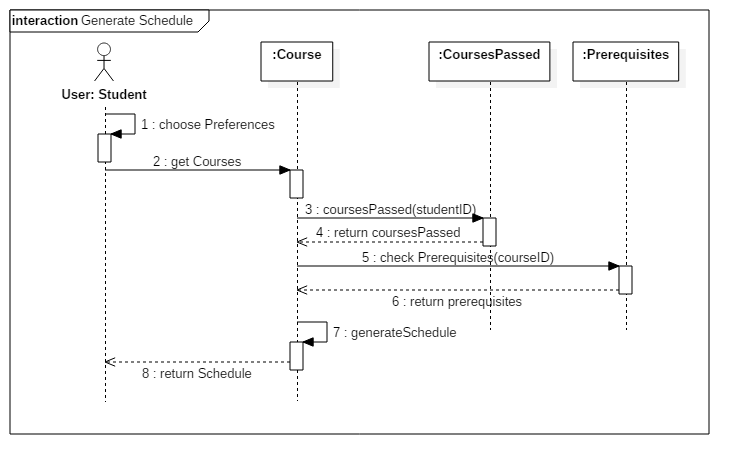 interaction Generate Schedule
:Course
:CoursesPassed
:Prerequisites
User: Student
1 : choose Preferences
2 : get Courses
3 : coursesPassed(studentID)
4 : return coursesPassed
5 : check Prerequisites(courseID)
6 : return prerequisites
7 : generateSchedule
8 : return Schedule